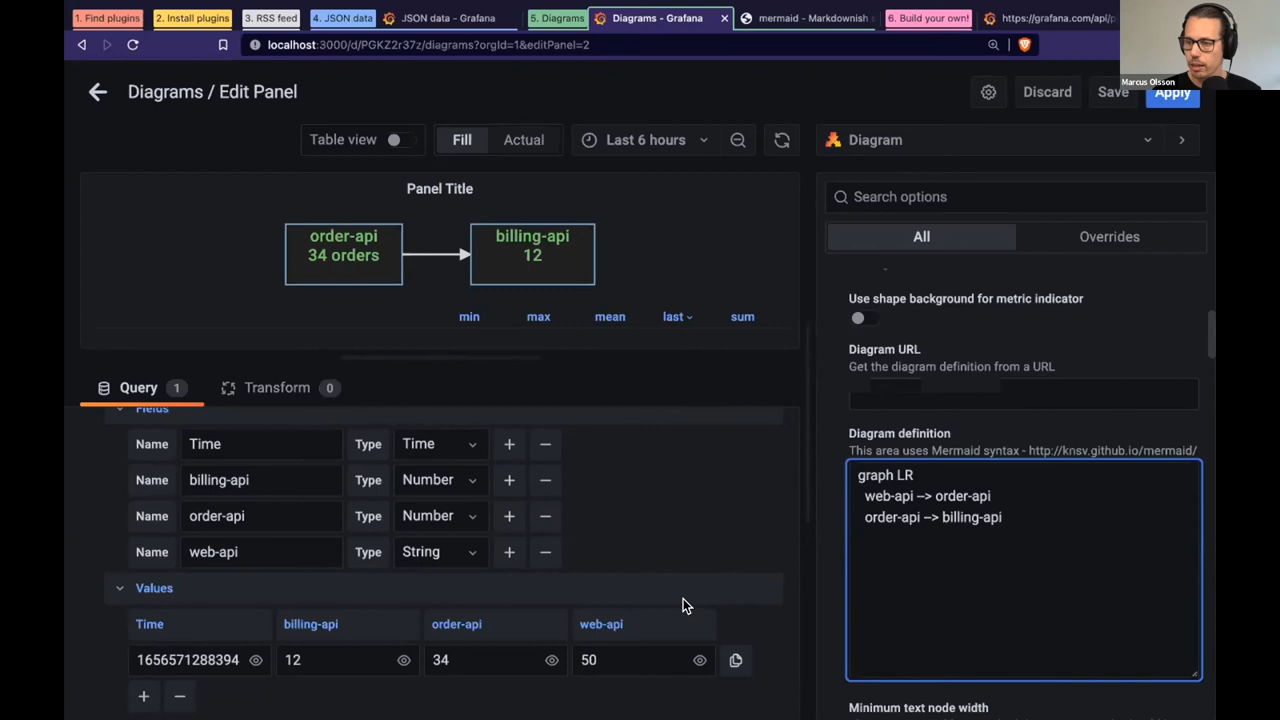 1. Find plugins
2. Install plugins
3. RSS feed
4. JSON data
JSON data - Grafana
5. Diagrams
Diagrams - Grafana
mermaid - Markdownish s
6. Build your own!
https://grafana.com/api/p
localhost:3000/d/PGKZ2r37z/diagrams?orgId=1&editPanel=2
Marcus Olsson
Diagrams / Edit Panel
Discard
Save
Apply
Table view
Fill
Actual
Last 6 hours
Diagram
Panel Title
Search options
All
Overrides
order-api
34 orders
billing-api
12
min
max
mean
last
sum
Use shape background for metric indicator
Diagram URL
Get the diagram definition from a URL
Query 1
Transform 0
Fields
Name Time Type Time
Name billing-api Type Number
Name order-api Type Number
Name web-api Type String
Values
Time billing-api order-api web-api
1656571288394 12 34 50
Diagram definition
This area uses Mermaid syntax - http://knsv.github.io/mermaid/
graph LR
web-api --> order-api
order-api --> billing-api
Minimum text node width